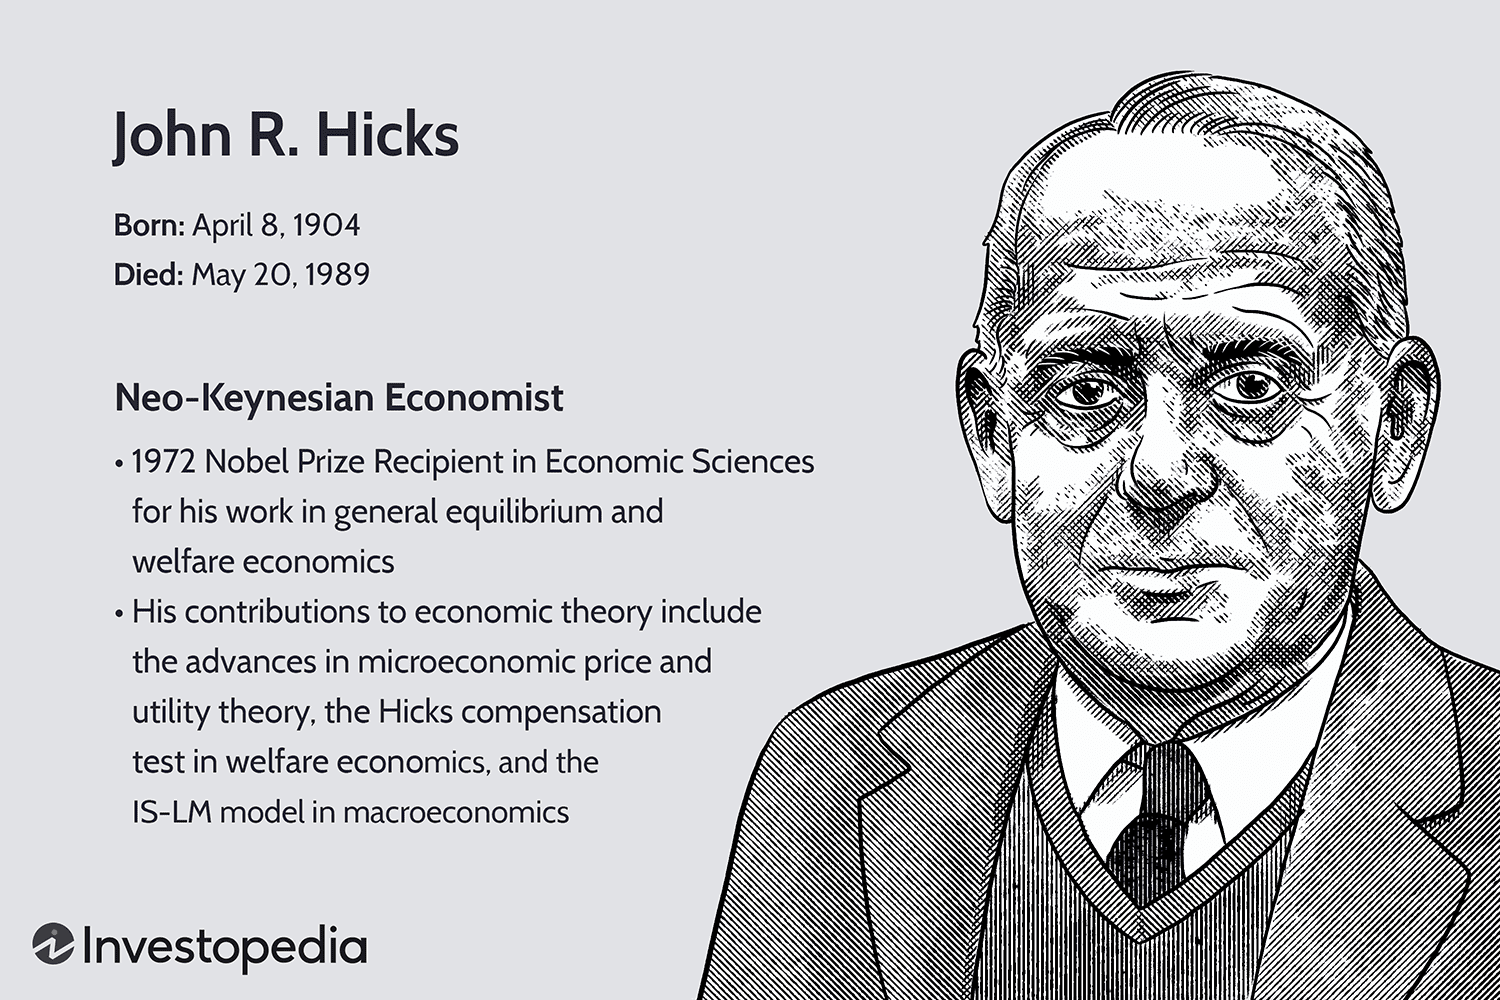 John R. Hicks
Born: April 8, 1904
Died: May 20, 1989
Neo-Keynesian Economist
• 1972 Nobel Prize Recipient in Economic Sciences
for his work in general equilibrium and
welfare economics
• His contributions to economic theory include
the advances in microeconomic price and
utility theory, the Hicks compensation
test in welfare economics, and the
IS-LM model in macroeconomics
Investopedia